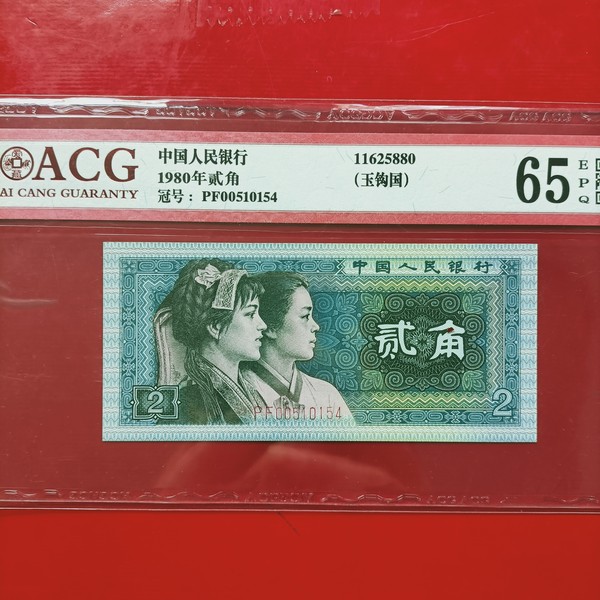 ACG
AI CANG GUARANTY
中国人民银行
1980年贰角
冠号：PF00510154
11625880
(玉钩国)
65
E
P
Q
中国人民银行
贰角
PF00510154
2
2